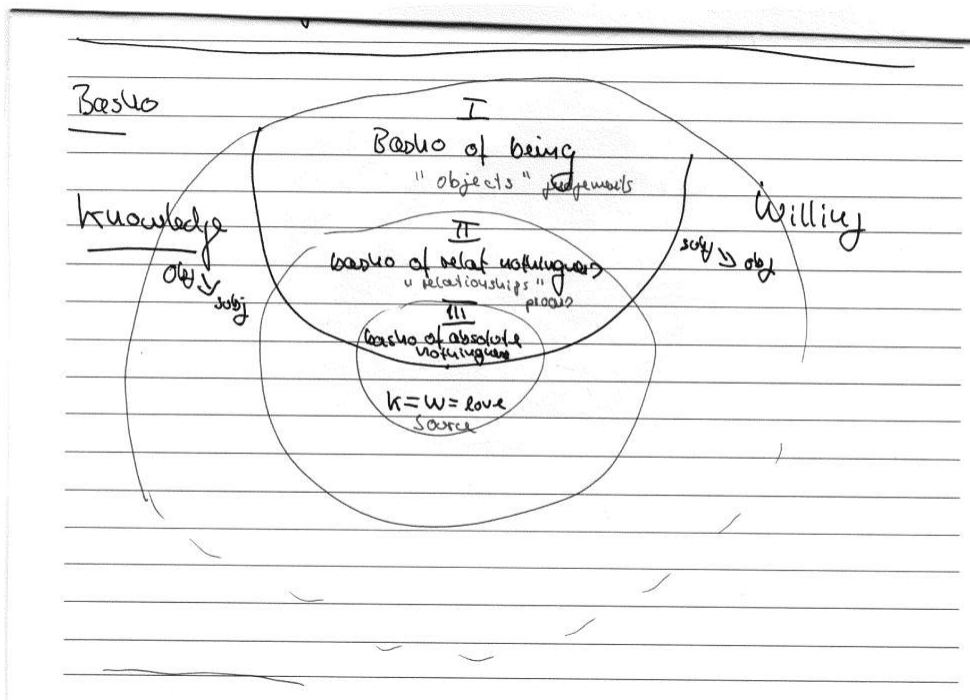 Basho
I
Basho of being
"objects" judgements
Knowledge
obj
subj
Willing
subj obj
II
basho of relat nothingness
"relationships"
process
III
basho of absolute
nothingness
K=W=love
Source